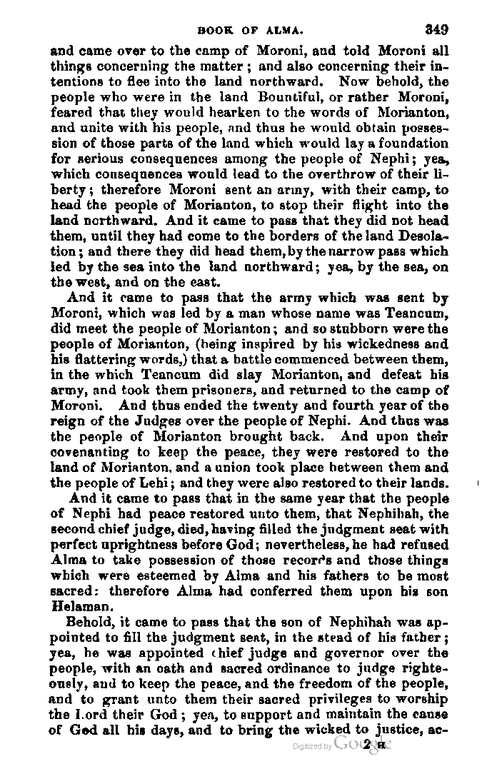 BOOK OF ALMA. 349
and came over to the camp of Moroni, and told Moroni all
things concerning the matter; and also concerning their in-
tentions to flee into the land northward. Now behold, the
people who were in the land Bountiful, or rather Moroni,
feared that they would hearken to the words of Morianton,
and unite with his people, and thus he would obtain posses-
sion of those parts of the land which would lay a foundation
for serious consequences among the people of Nephi; yea,
which consequences would lead to the overthrow of their li-
berty; therefore Moroni sent an army, with their camp, to
head the people of Morianton, to stop their flight into the
land northward. And it came to pass that they did not head
them, until they had come to the borders of the land Desola-
tion; and there they did head them, by the narrow pass which
led by the sea into the land northward; yea, by the sea, on
the west, and on the east.
And it came to pass that the army which was sent by
Moroni, which was led by a man whose name was Teancum,
did meet the people of Morianton; and so stubborn were the
people of Morianton, (being inspired by his wickedness and
his flattering words,) that a battle commenced between them,
in the which Teancum did slay Morianton, and defeat his
army, and took them prisoners, and returned to the camp of
Moroni. And thus ended the twenty and fourth year of the
reign of the Judges over the people of Nephi. And thus was
the people of Morianton brought back. And upon their
covenanting to keep the peace, they were restored to the
land of Morianton, and a union took place between them and
the people of Lehi; and they were also restored to their lands.
And it came to pass that in the same year that the people
of Nephi had peace restored unto them, that Nephihah, the
second chief judge, died, having filled the judgment seat with
perfect uprightness before God; nevertheless, he had refused
Alma to take possession of those records and those things
which were esteemed by Alma and his fathers to be most
sacred: therefore Alma had conferred them upon his son
Helaman.
Behold, it came to pass that the son of Nephihah was ap-
pointed to fill the judgment seat, in the stead of his father;
yea, he was appointed chief judge and governor over the
people, with an oath and sacred ordinance to judge righte-
ously, and to keep the peace, and the freedom of the people,
and to grant unto them their sacred privileges to worship
the Lord their God; yea, to support and maintain the cause
of God all his days, and to bring the wicked to justice, ac-
Digitized by Google 2 H